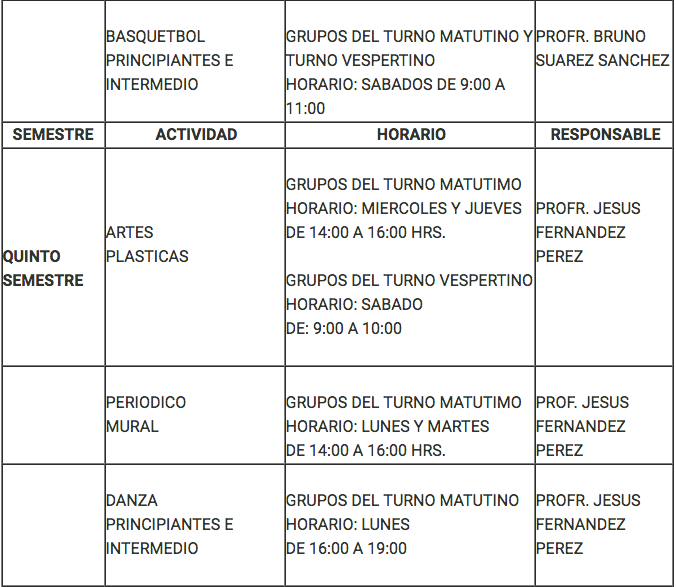 BASQUETBOL
PRINCIPIANTES E
INTERMEDIO
GRUPOS DEL TURNO MATUTINO Y
TURNO VESPERTINO
HORARIO: SABADOS DE 9:00 A
11:00
PROFR. BRUNO
SUAREZ SANCHEZ
SEMESTRE
ACTIVIDAD
HORARIO
RESPONSABLE
QUINTO
SEMESTRE
ARTES
PLASTICAS
GRUPOS DEL TURNO MATUTIMO
HORARIO: MIERCOLES Y JUEVES
DE 14:00 A 16:00 HRS.
GRUPOS DEL TURNO VESPERTINO
HORARIO: SABADO
DE: 9:00 A 10:00
PROFR. JESUS
FERNANDEZ
PEREZ
PERIODICO
MURAL
GRUPOS DEL TURNO MATUTIMO
HORARIO: LUNES Y MARTES
DE 14:00 A 16:00 HRS.
PROF. JESUS
FERNANDEZ
PEREZ
DANZA
PRINCIPIANTES E
INTERMEDIO
GRUPOS DEL TURNO MATUTINO
HORARIO: LUNES
DE 16:00 A 19:00
PROFR. JESUS
FERNANDEZ
PEREZ